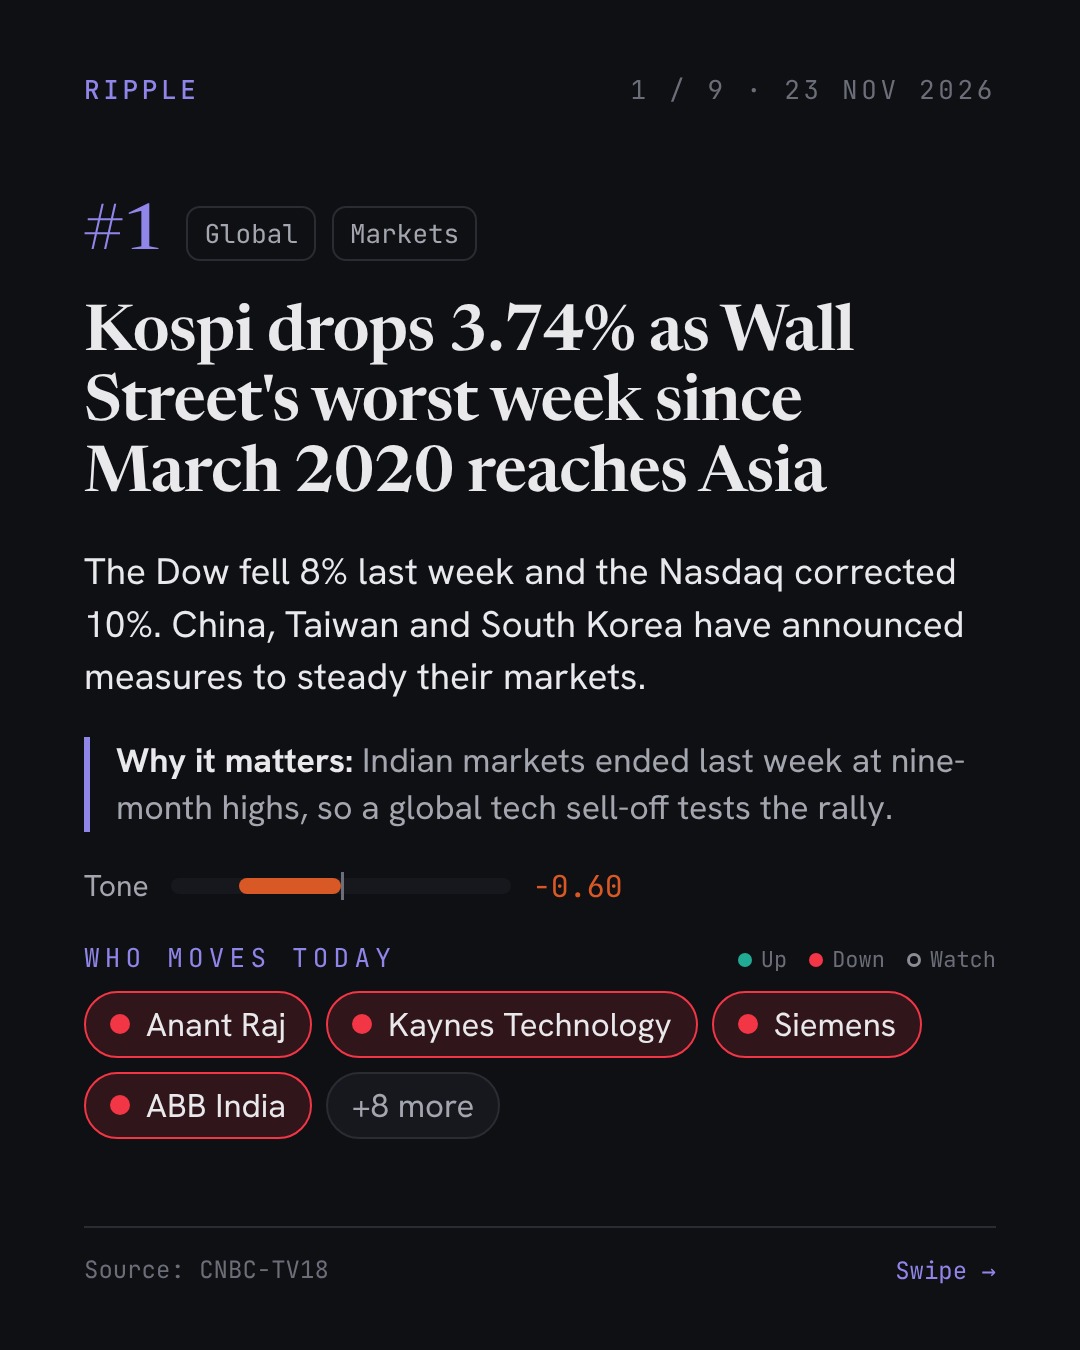 RIPPLE
1 / 9 · 23 NOV 2026
#1 Global Markets
Kospi drops 3.74% as Wall
Street's worst week since
March 2020 reaches Asia
The Dow fell 8% last week and the Nasdaq corrected
10%. China, Taiwan and South Korea have announced
measures to steady their markets.
Why it matters: Indian markets ended last week at nine-
month highs, so a global tech sell-off tests the rally.
Tone -0.60
WHO MOVES TODAY
Up Down Watch
Anant Raj Kaynes Technology Siemens
ABB India +8 more
Source: CNBC-TV18
Swipe →